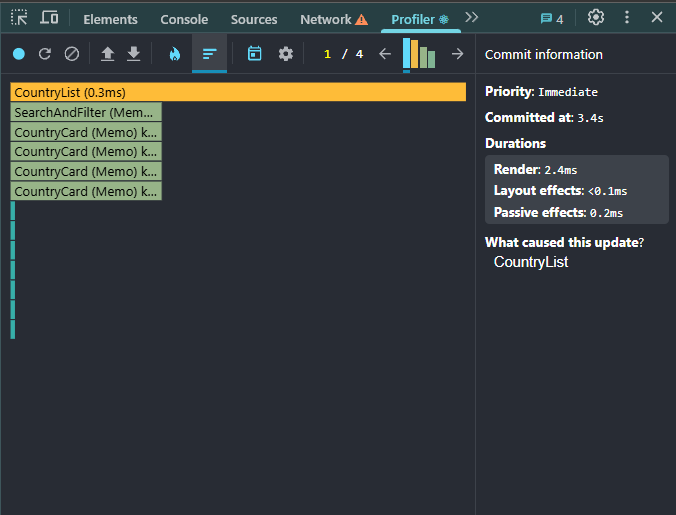 Elements Console Sources Network Profiler 4
1 / 4
Commit information
CountryList (0.3ms)
SearchAndFilter (Mem...
CountryCard (Memo) k...
CountryCard (Memo) k...
CountryCard (Memo) k...
CountryCard (Memo) k...
Priority: Immediate
Committed at: 3.4s
Durations
Render: 2.4ms
Layout effects: <0.1ms
Passive effects: 0.2ms
What caused this update?
CountryList